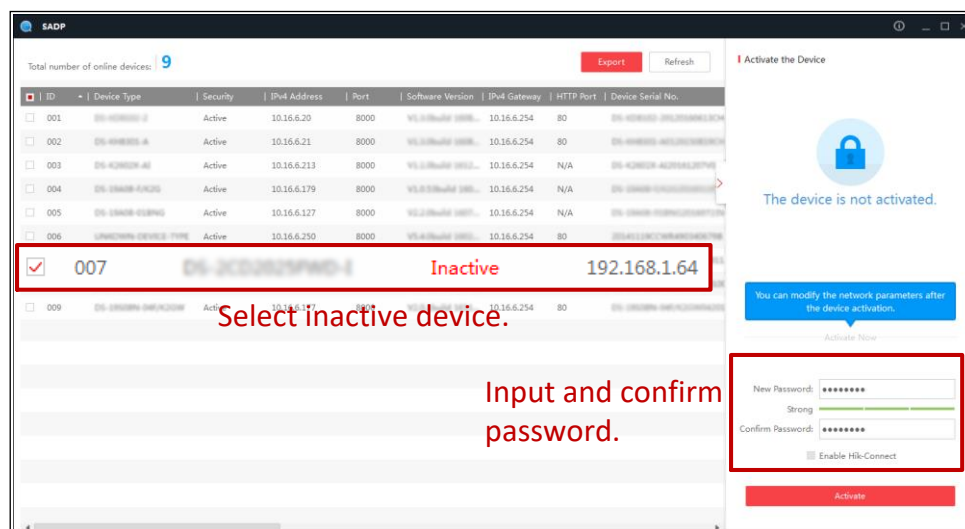 SADP
Total number of online devices: 9
Export
Refresh
ID | Device Type | Security | IPv4 Address | Port | Software Version | IPv4 Gateway | HTTP Port | Device Serial No.
001 Active 10.16.6.20 8000 10.16.6.254 80
002 Active 10.16.6.21 8000 10.16.6.254 80
003 Active 10.16.6.213 8000 10.16.6.254 N/A
004 Active 10.16.6.179 8000 10.16.6.254 N/A
005 Active 10.16.6.127 8000 10.16.6.254 N/A
006 Active 10.16.6.250 8000 10.16.6.254 80
007 Inactive 192.168.1.64
009 8000 10.16.6.254 80
Select inactive device.
Input and confirm
password.
Activate the Device
The device is not activated.
You can modify the network parameters after
the device activation.
Activate Now
New Password:
Strong
Confirm Password:
Enable Hik-Connect
Activate